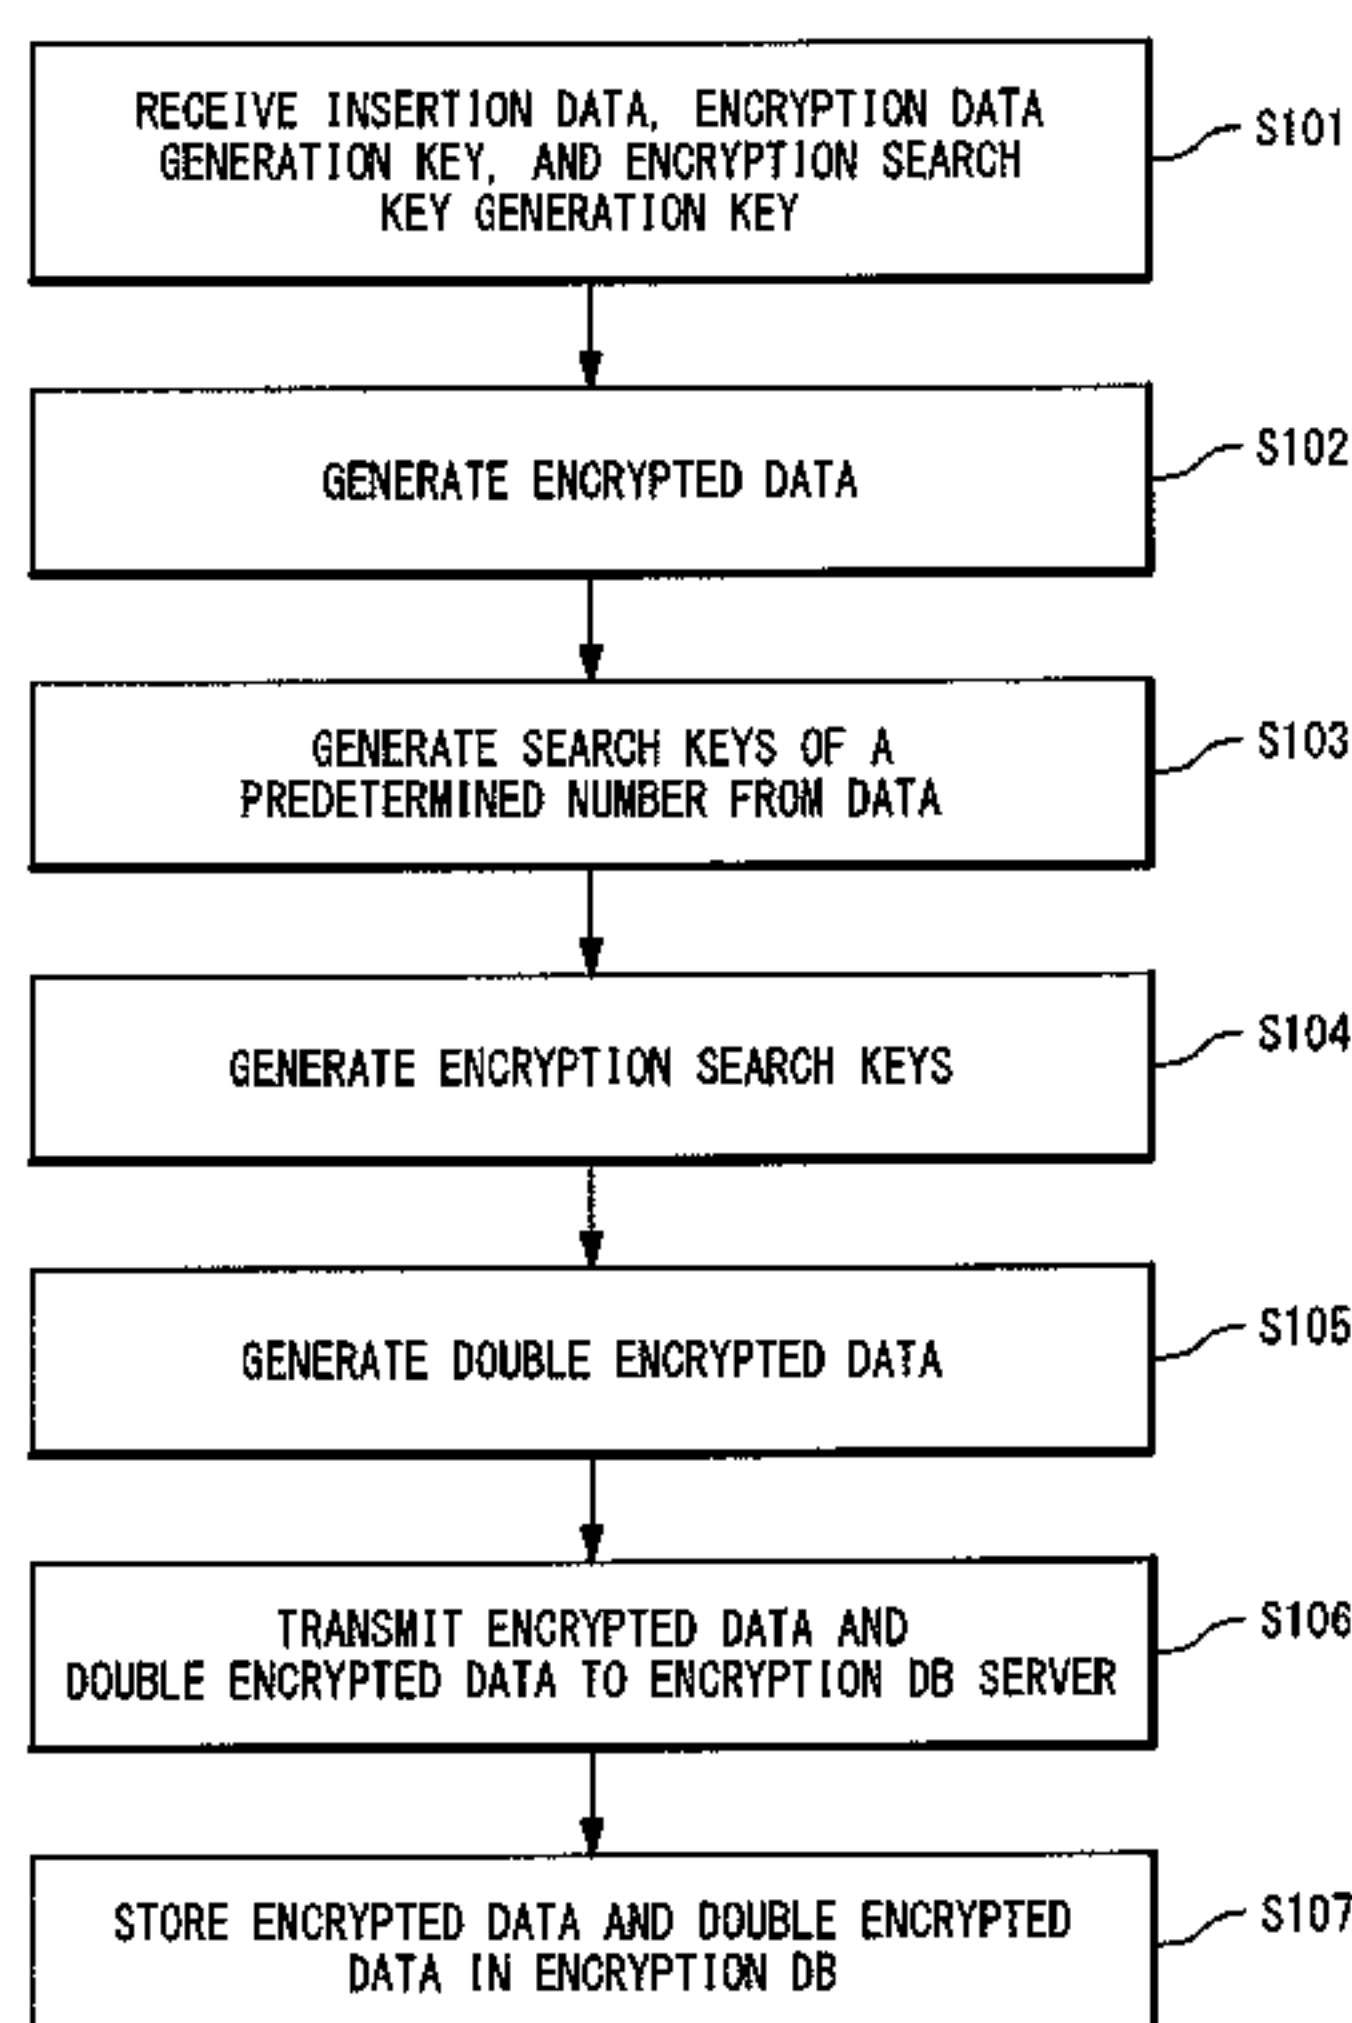 RECEIVE INSERTION DATA, ENCRYPTION DATA
GENERATION KEY, AND ENCRYPTION SEARCH
KEY GENERATION KEY
S101
GENERATE ENCRYPTED DATA
S102
GENERATE SEARCH KEYS OF A
PREDETERMINED NUMBER FROM DATA
S103
GENERATE ENCRYPTION SEARCH KEYS
S104
GENERATE DOUBLE ENCRYPTED DATA
S105
TRANSMIT ENCRYPTED DATA AND
DOUBLE ENCRYPTED DATA TO ENCRYPTION DB SERVER
S106
STORE ENCRYPTED DATA AND DOUBLE ENCRYPTED
DATA IN ENCRYPTION DB
S107